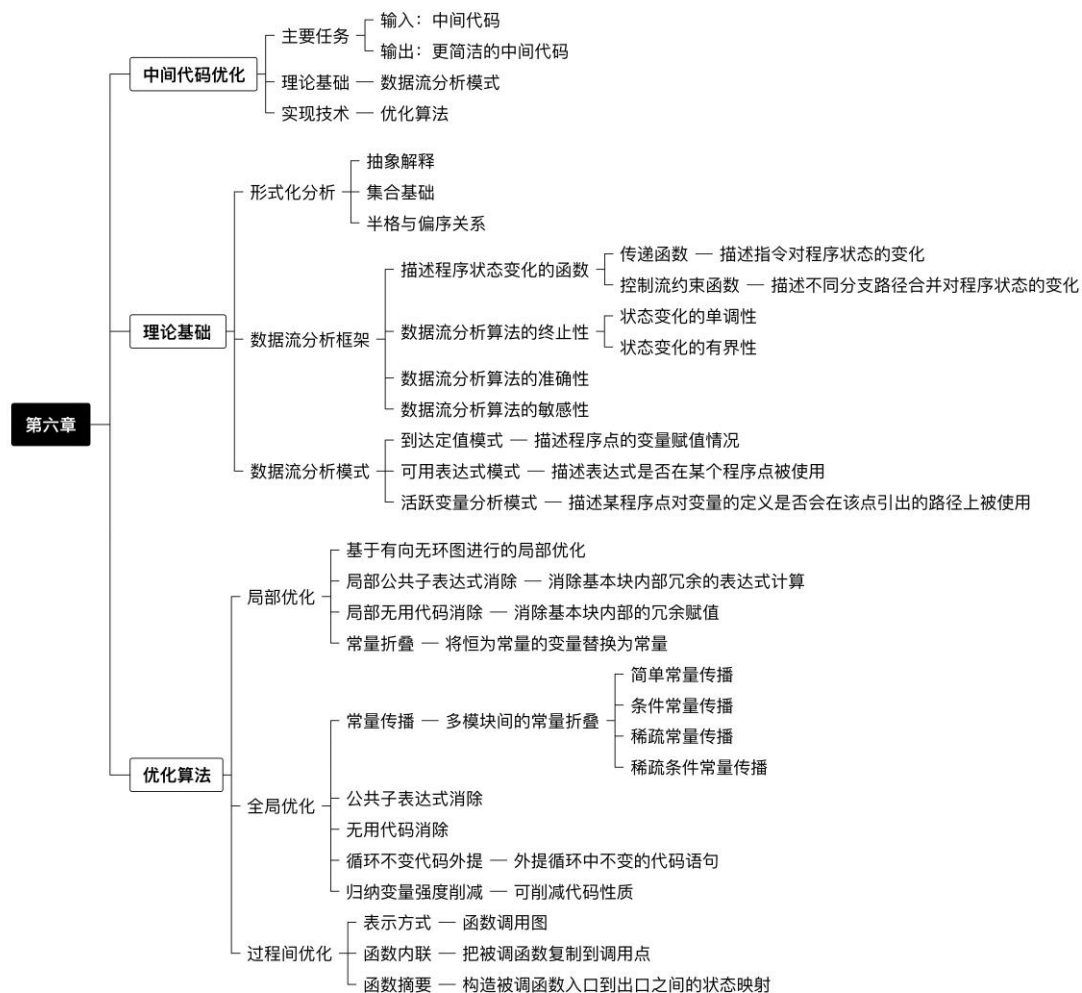 第六章
中间代码优化
主要任务
输入：中间代码
输出：更简洁的中间代码
理论基础
数据流分析模式
实现技术
优化算法
理论基础
形式化分析
抽象解释
集合基础
半格与偏序关系
数据流分析框架
描述程序状态变化的函数
传递函数
描述指令对程序状态的变化
控制流约束函数
描述不同分支路径合并对程序状态的变化
数据流分析算法的终止性
状态变化的单调性
状态变化的有界性
数据流分析算法的准确性
数据流分析算法的敏感性
数据流分析模式
到达定值模式
描述程序点的变量赋值情况
可用表达式模式
描述表达式是否在某个程序点被使用
活跃变量分析模式
描述某程序点对变量的定义是否会在该点引出的路径上被使用
优化算法
局部优化
基于有向无环图进行的局部优化
局部公共子表达式消除
消除基本块内部冗余的表达式计算
局部无用代码消除
消除基本块内部的冗余赋值
常量折叠
将恒为常量的变量替换为常量
全局优化
常量传播
多模块间的常量折叠
简单常量传播
条件常量传播
稀疏常量传播
稀疏条件常量传播
公共子表达式消除
无用代码消除
循环不变代码外提
外提循环中不变的代码语句
归纳变量强度削减
可削减代码性质
过程间优化
表示方式
函数调用图
函数内联
把被调函数复制到调用点
函数摘要
构造被调函数入口到出口之间的状态映射